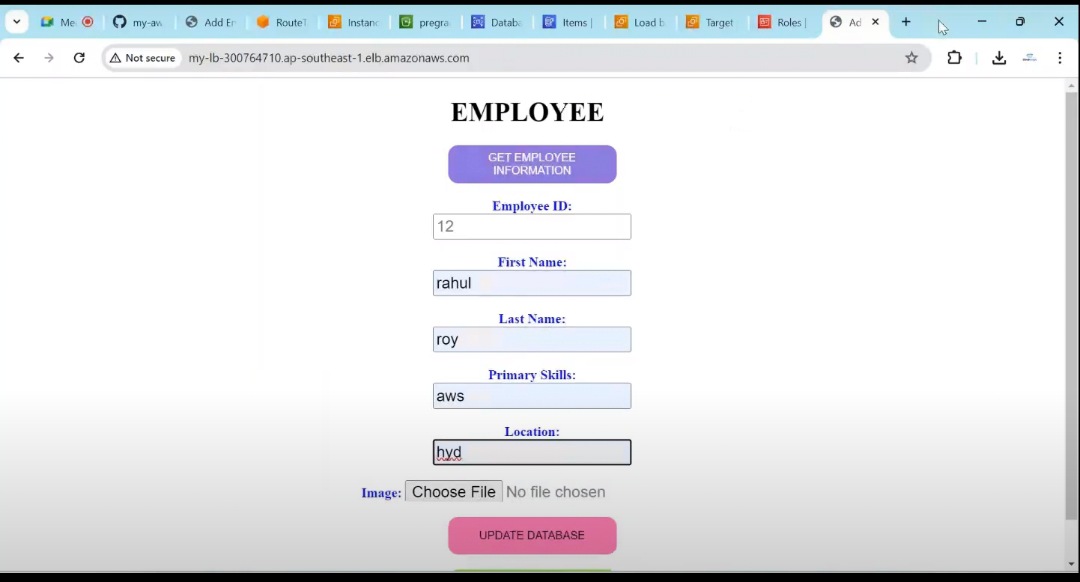 Me
my-aw
Add Er
Route
Instanc
pregra
Databa
Items |
Load b
Target
Roles |
Ad
Not secure
my-lb-300764710.ap-southeast-1.elb.amazonaws.com
EMPLOYEE
GET EMPLOYEE
INFORMATION
Employee ID:
12
First Name:
rahul
Last Name:
roy
Primary Skills:
aws
Location:
hyd
Image: Choose File No file chosen
UPDATE DATABASE